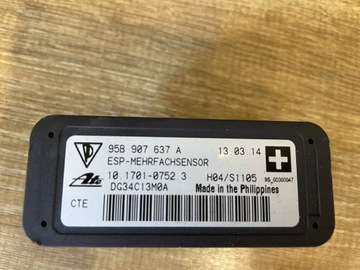 95B 907 637 A 13 03.14
ESP-MEHRFACHSENSOR
Ate 10.1701-0752.3 H04/S1105
DG34C13M0A Made in the Philippines
CTE